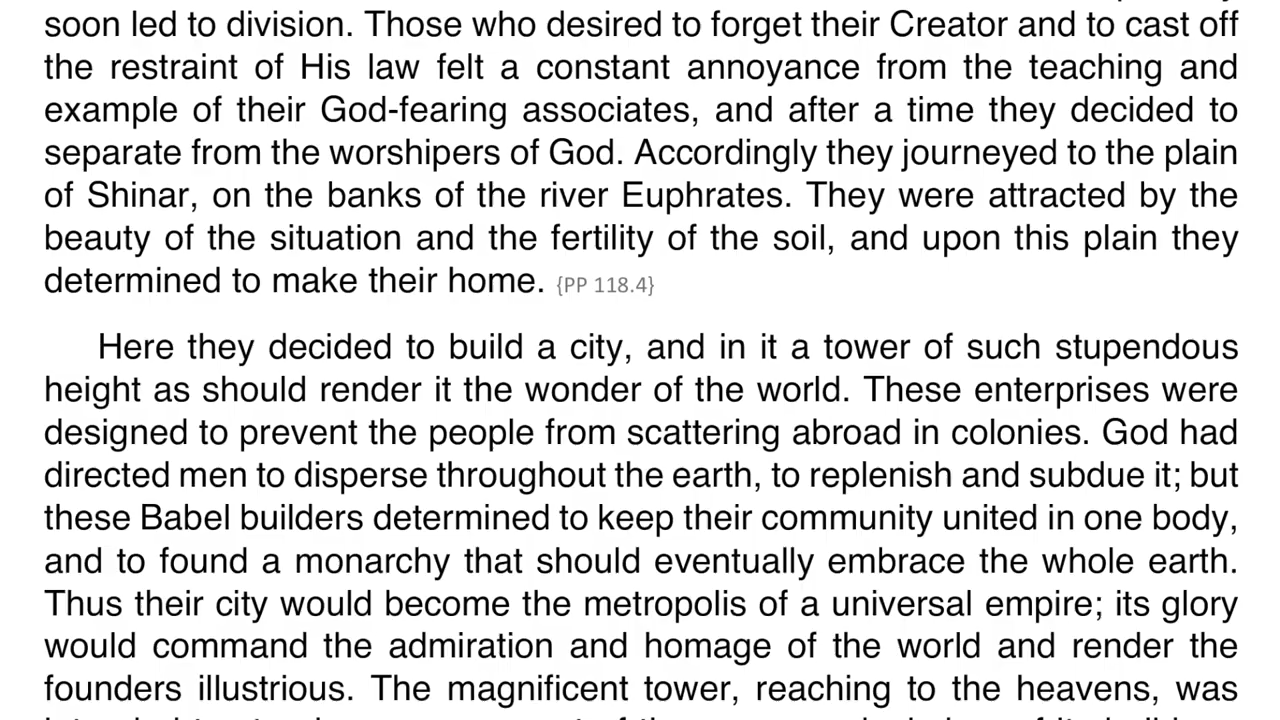 soon led to division. Those who desired to forget their Creator and to cast off
the restraint of His law felt a constant annoyance from the teaching and
example of their God-fearing associates, and after a time they decided to
separate from the worshipers of God. Accordingly they journeyed to the plain
of Shinar, on the banks of the river Euphrates. They were attracted by the
beauty of the situation and the fertility of the soil, and upon this plain they
determined to make their home. {PP 118.4}
Here they decided to build a city, and in it a tower of such stupendous
height as should render it the wonder of the world. These enterprises were
designed to prevent the people from scattering abroad in colonies. God had
directed men to disperse throughout the earth, to replenish and subdue it; but
these Babel builders determined to keep their community united in one body,
and to found a monarchy that should eventually embrace the whole earth.
Thus their city would become the metropolis of a universal empire; its glory
would command the admiration and homage of the world and render the
founders illustrious. The magnificent tower, reaching to the heavens, was